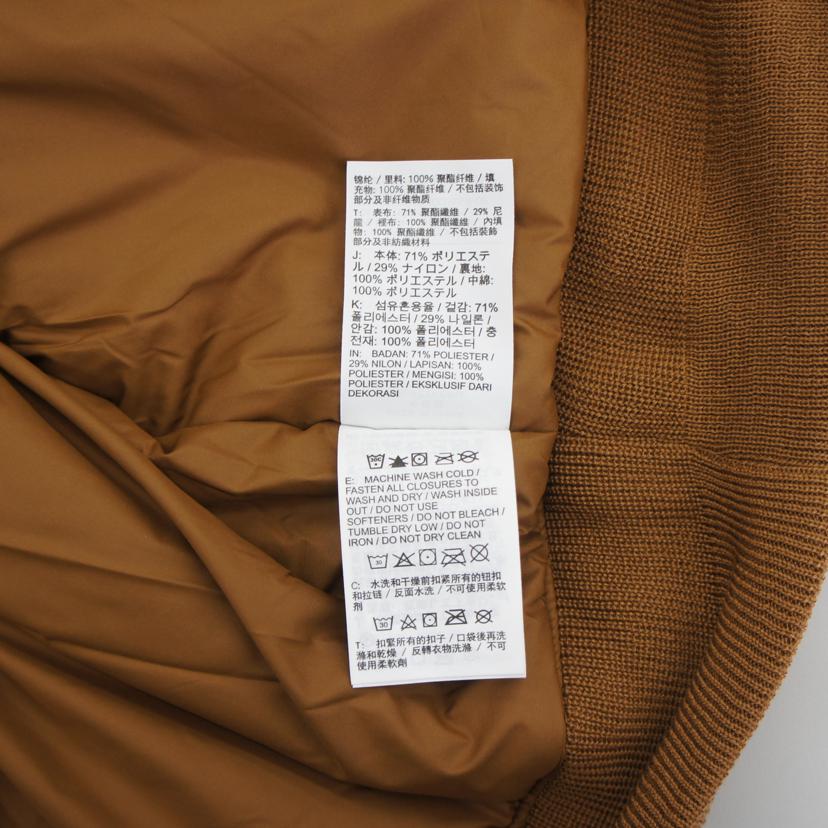 锦纶 / 里料: 100% 聚酯纤维 / 填
充物: 100% 聚酯纤维 / 不包括装饰
部分及非纤维物质
T: 表布: 71% 聚酯纖維 / 29% 尼
龍 / 裡布: 100% 聚酯纖維 / 內填
物: 100% 聚酯纖維 / 不包括裝飾
部分及非紡織材料
J: 本体: 71% ポリエステ
ル / 29% ナイロン / 裏地:
100% ポリエステル / 中綿:
100% ポリエステル
K: 섬유혼용율 / 겉감: 71%
폴리에스터 / 29% 나일론 /
안감: 100% 폴리에스터 / 충
전재: 100% 폴리에스터
IN: BADAN: 71% POLIESTER /
29% NILON / LAPISAN: 100%
POLIESTER / MENGISI: 100%
POLIESTER / EKSKLUSIF DARI
DEKORASI
30C
E: MACHINE WASH COLD /
FASTEN ALL CLOSURES TO
WASH AND DRY / WASH INSIDE
OUT / DO NOT USE
SOFTENERS / DO NOT BLEACH /
TUMBLE DRY LOW / DO NOT
IRON / DO NOT DRY CLEAN
30
C: 水洗和干燥前扣紧所有的钮扣
和拉链 / 反面水洗 / 不可使用柔软
剂
30
T: 扣緊所有的扣子 / 口袋後再洗
滌和乾燥 / 反轉衣物洗滌 / 不可
使用柔軟劑